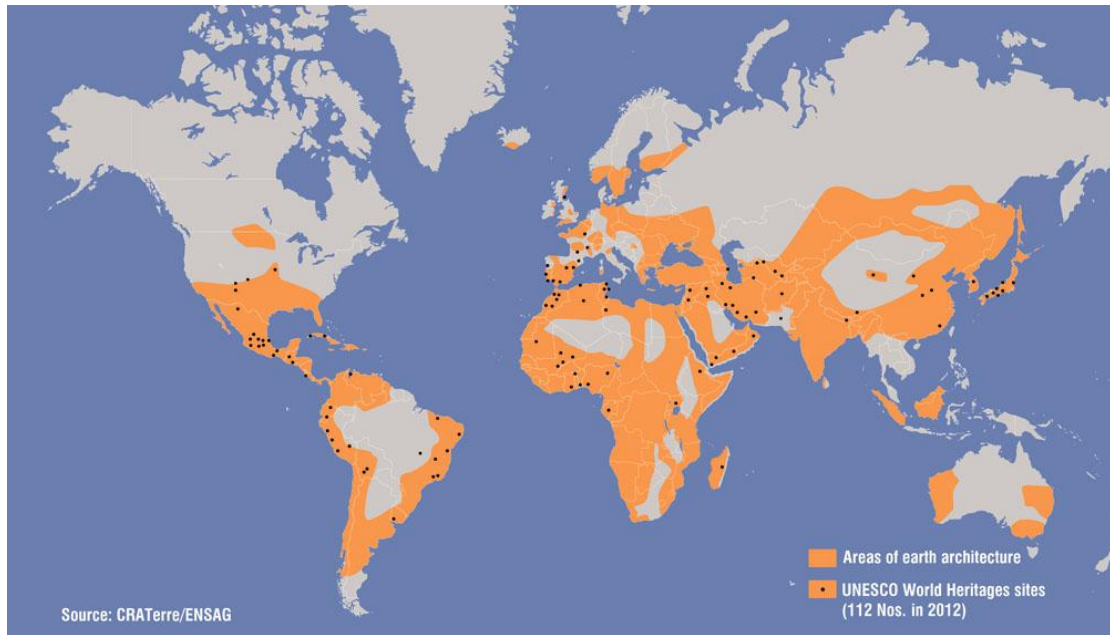 Areas of earth architecture
UNESCO World Heritages sites
(112 Nos. in 2012)
Source: CRATerre/ENSAG